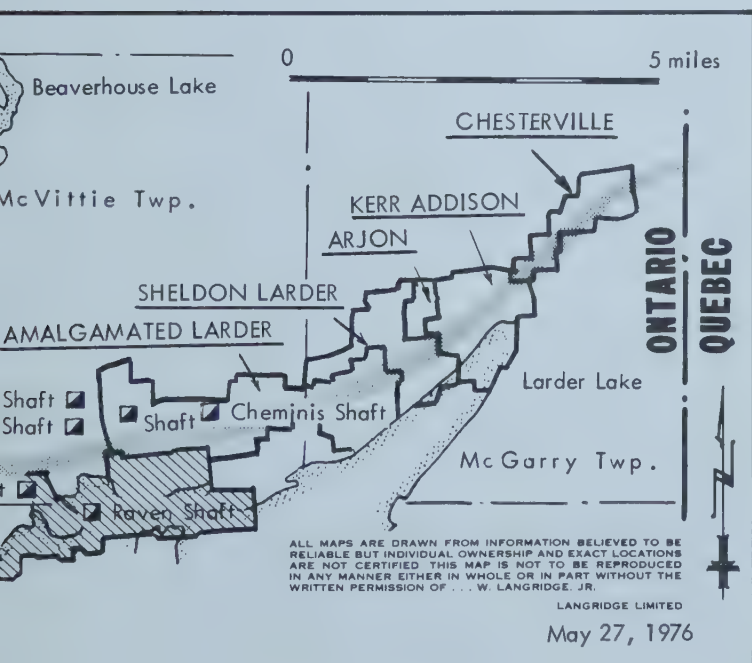 0 5 miles
Beaverhouse Lake
CHESTERVILLE
McVittie Twp.
KERR ADDISON
ARJON
ONTARIO
QUEBEC
SHELDON LARDER
AMALGAMATED LARDER
Larder Lake
Shaft
Shaft
Cheminis Shaft
Shaft
McGarry Twp.
Raven Shaft
ALL MAPS ARE DRAWN FROM INFORMATION BELIEVED TO BE
RELIABLE BUT INDIVIDUAL OWNERSHIP AND EXACT LOCATIONS
ARE NOT CERTIFIED THIS MAP IS NOT TO BE REPRODUCED
IN ANY MANNER EITHER IN WHOLE OR IN PART WITHOUT THE
WRITTEN PERMISSION OF . . . W. LANGRIDGE. JR.
LANGRIDGE LIMITED
May 27, 1976